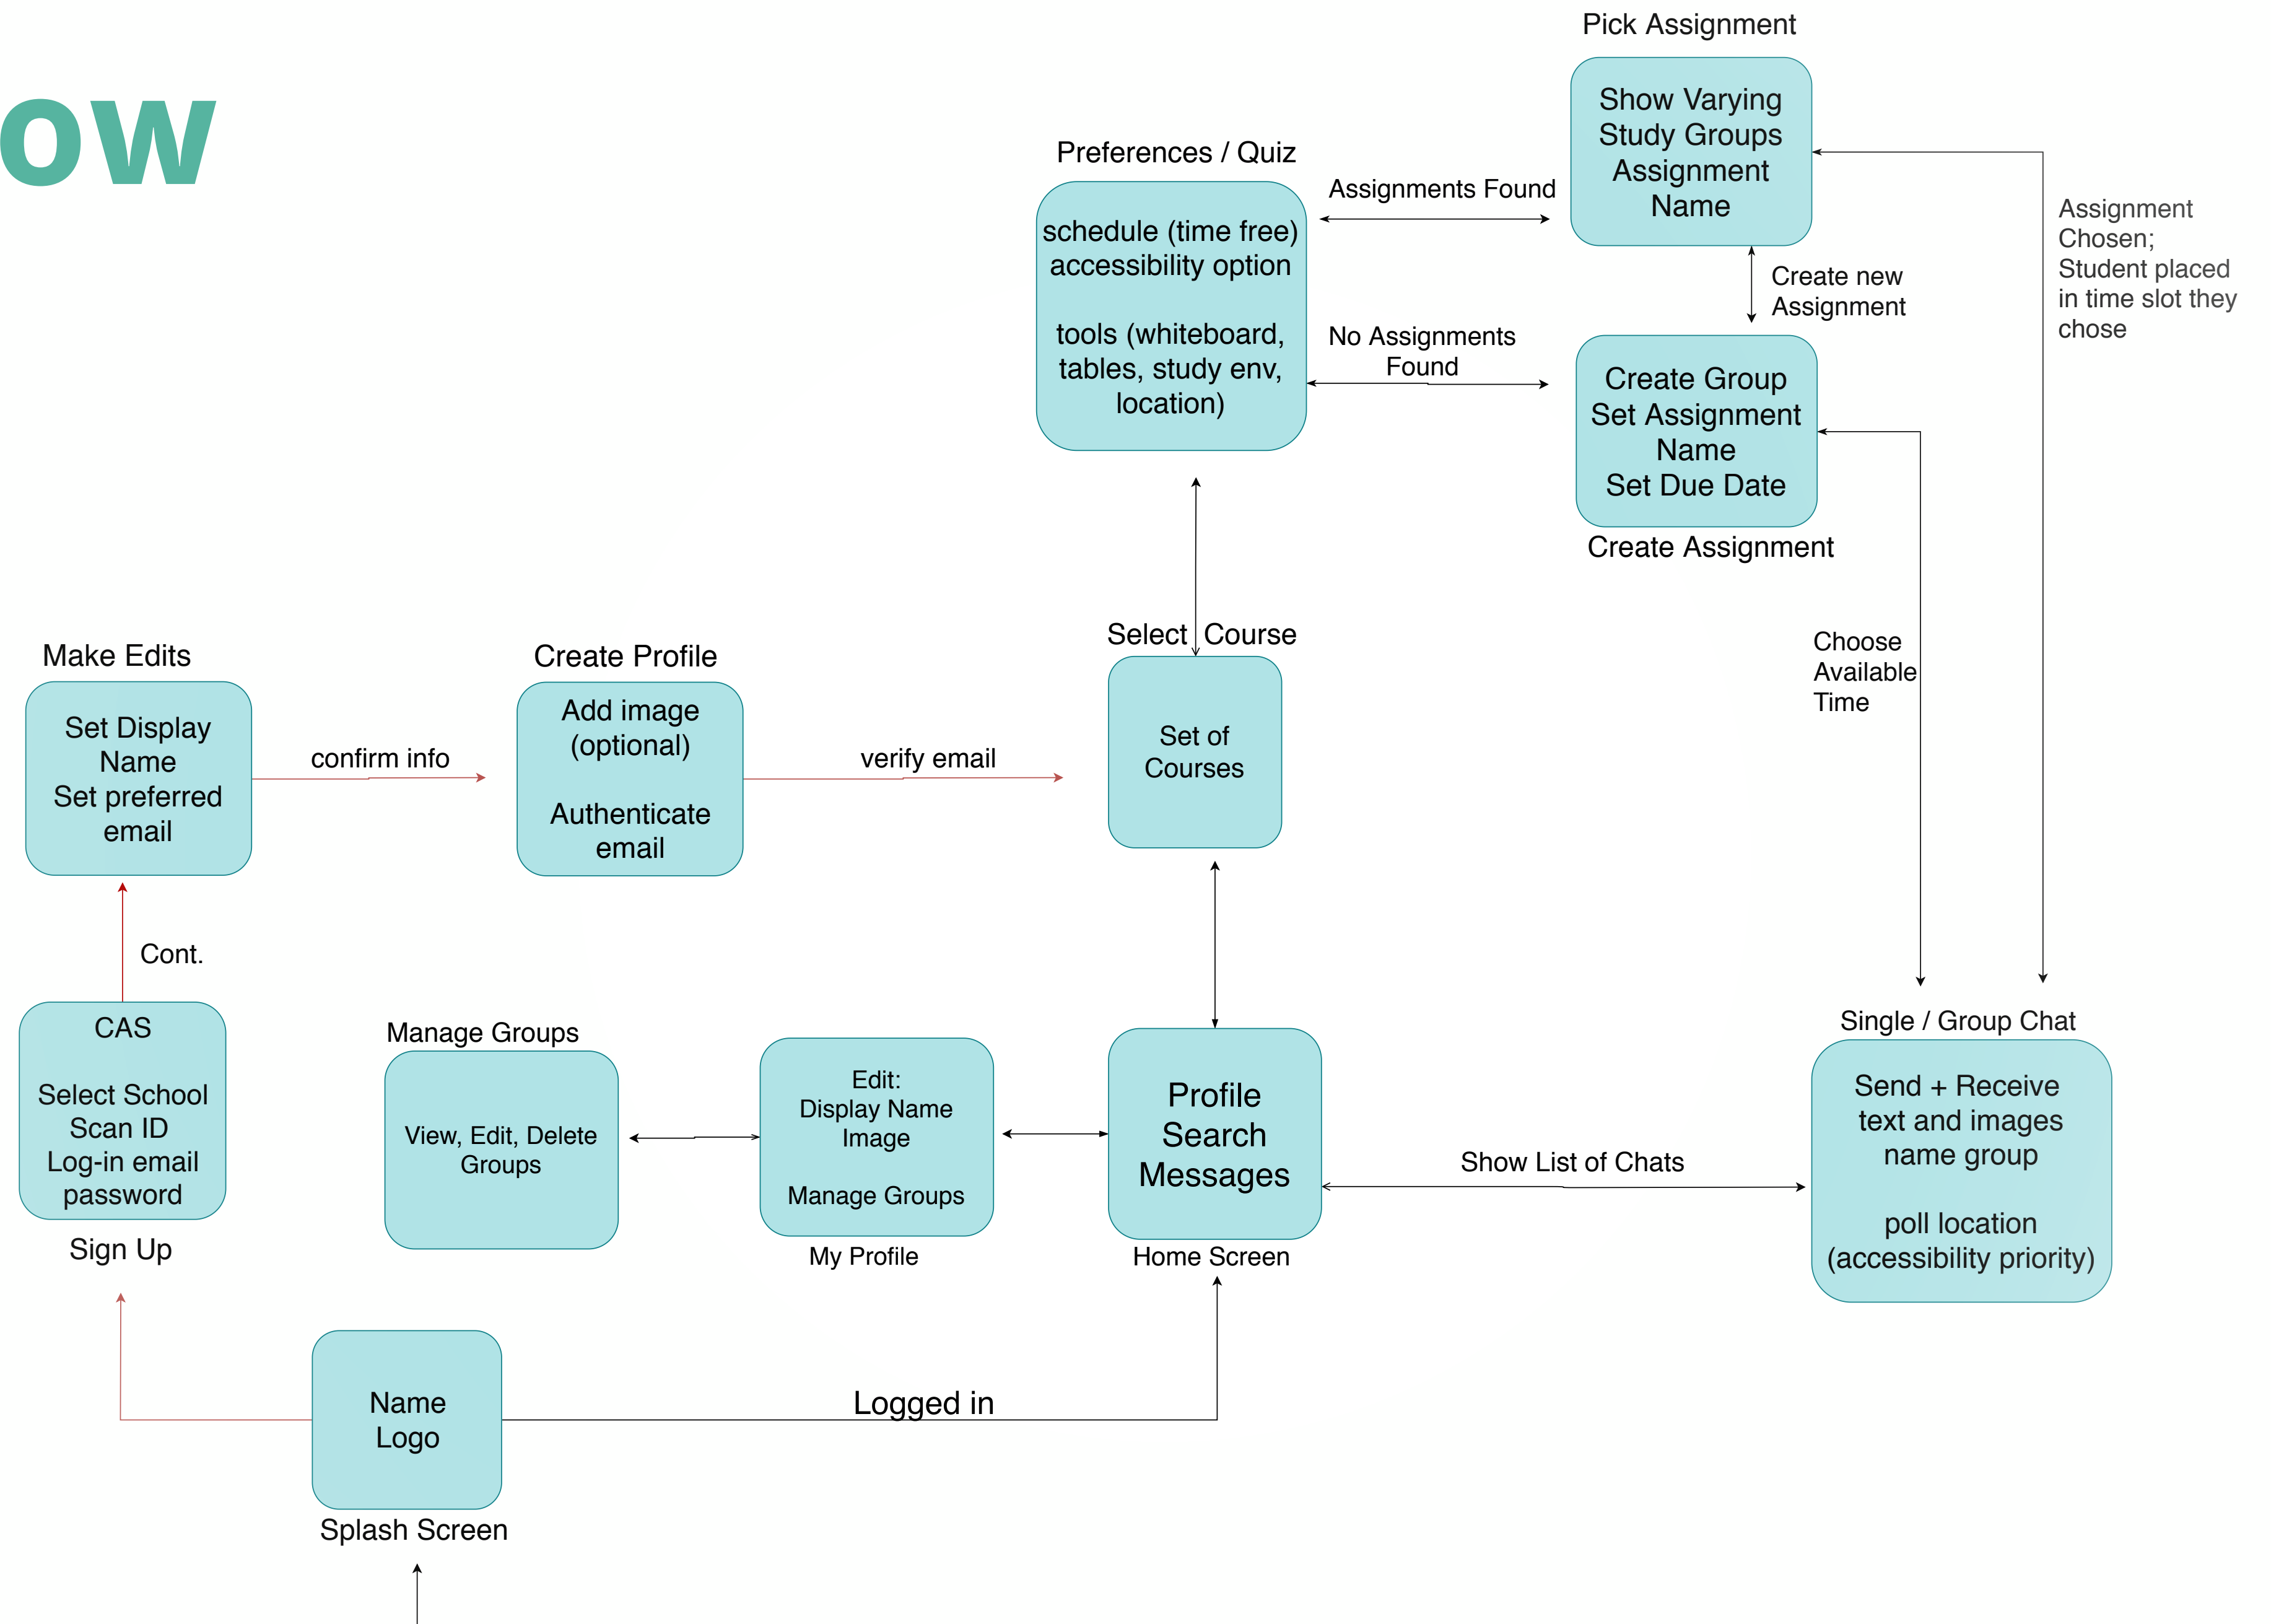 ow
Pick Assignment
Show Varying
Study Groups
Assignment
Name
Preferences / Quiz
schedule (time free)
accessibility option
tools (whiteboard,
tables, study env,
location)
Assignments Found
No Assignments
Found
Create new
Assignment
Assignment
Chosen;
Student placed
in time slot they
chose
Create Group
Set Assignment
Name
Set Due Date
Create Assignment
Choose
Available
Time
Make Edits
Set Display
Name
Set preferred
email
confirm info
Create Profile
Add image
(optional)
Authenticate
email
verify email
Select Course
Set of
Courses
Cont.
CAS
Select School
Scan ID
Log-in email
password
Sign Up
Manage Groups
View, Edit, Delete
Groups
Edit:
Display Name
Image
Manage Groups
My Profile
Profile
Search
Messages
Home Screen
Show List of Chats
Single / Group Chat
Send + Receive
text and images
name group
poll location
(accessibility priority)
Name
Logo
Logged in
Splash Screen